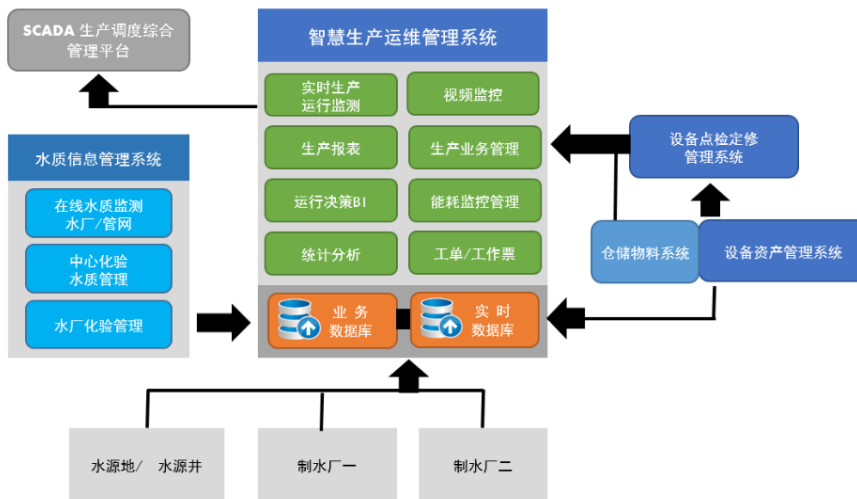 SCADA 生产调度综合
管理平台
智慧生产运维管理系统
实时生产
运行监测
视频监控
生产报表
生产业务管理
运行决策BI
能耗监控管理
统计分析
工单/工作票
业 务
数据库
实 时
数据库
水质信息管理系统
在线水质监测
水厂/管网
中心化验
水质管理
水厂化验管理
设备点检定修
管理系统
仓储物料系统
设备资产管理系统
水源地/ 水源井
制水厂一
制水厂二